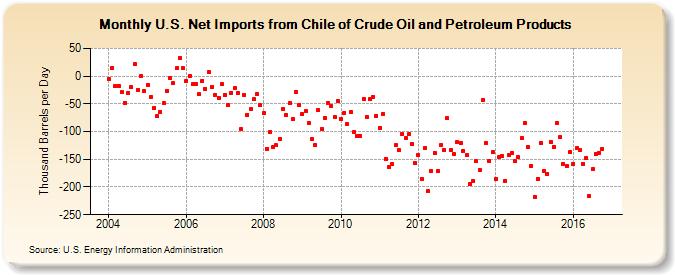 Monthly U.S. Net Imports from Chile of Crude Oil and Petroleum Products
Thousand Barrels per Day
50
0
-50
-100
-150
-200
-250
2004 2006 2008 2010 2012 2014 2016
Source: U.S. Energy Information Administration